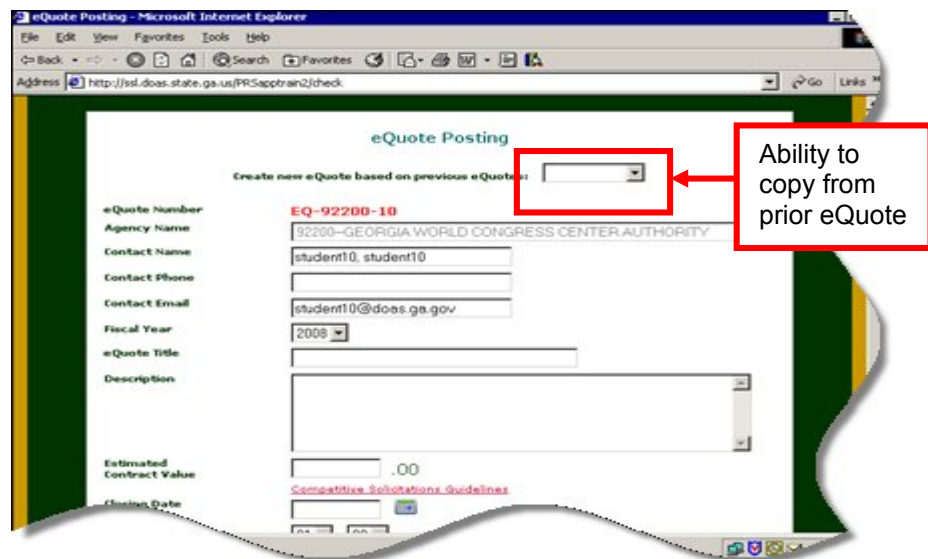 eQuote Posting - Microsoft Internet Explorer
File Edit View Favorites Tools Help
Back Search Favorites
Address http://ssl.doas.state.ga.us/PRSapptrain2/check Go Links »
eQuote Posting
Create new eQuote based on previous eQuotes:
Ability to
copy from
prior eQuote
eQuote Number EQ-92200-10
Agency Name 92200-GEORGIA WORLD CONGRESS CENTER AUTHORITY
Contact Name student10, student10
Contact Phone
Contact Email student10@doas.ga.gov
Fiscal Year 2008
eQuote Title
Description
Estimated
Contract Value .00
Competitive Solicitations Guidelines
Closing Date